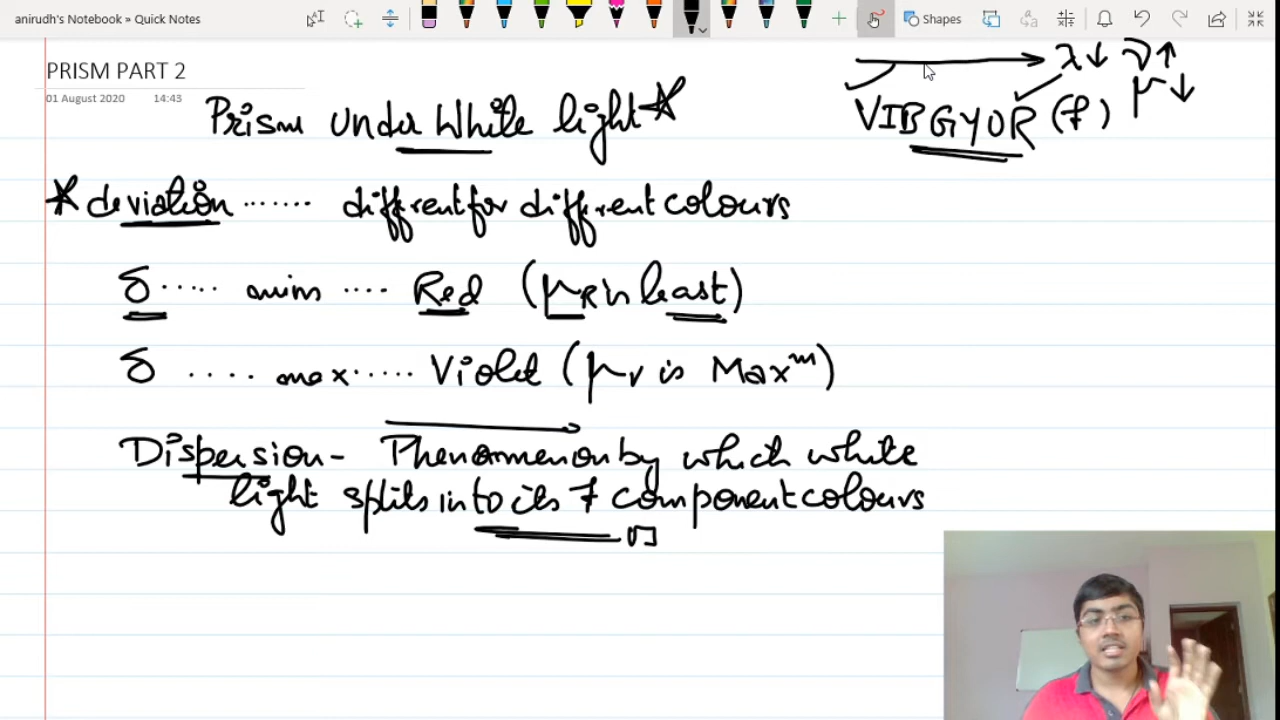 anirudh's Notebook » Quick Notes
Shapes
PRISM PART 2
01 August 2020 14:43
λ↓ ν↑
Prism under White light ★
VIBGYOR (7) μ↓
★ deviation ...... different for different colours
δ ..... min .... Red (μR is least)
δ .... max ..... Violet (μv is Maxm)
Dispersion - Phenonmenon by which white
light splits into its 7 component colours